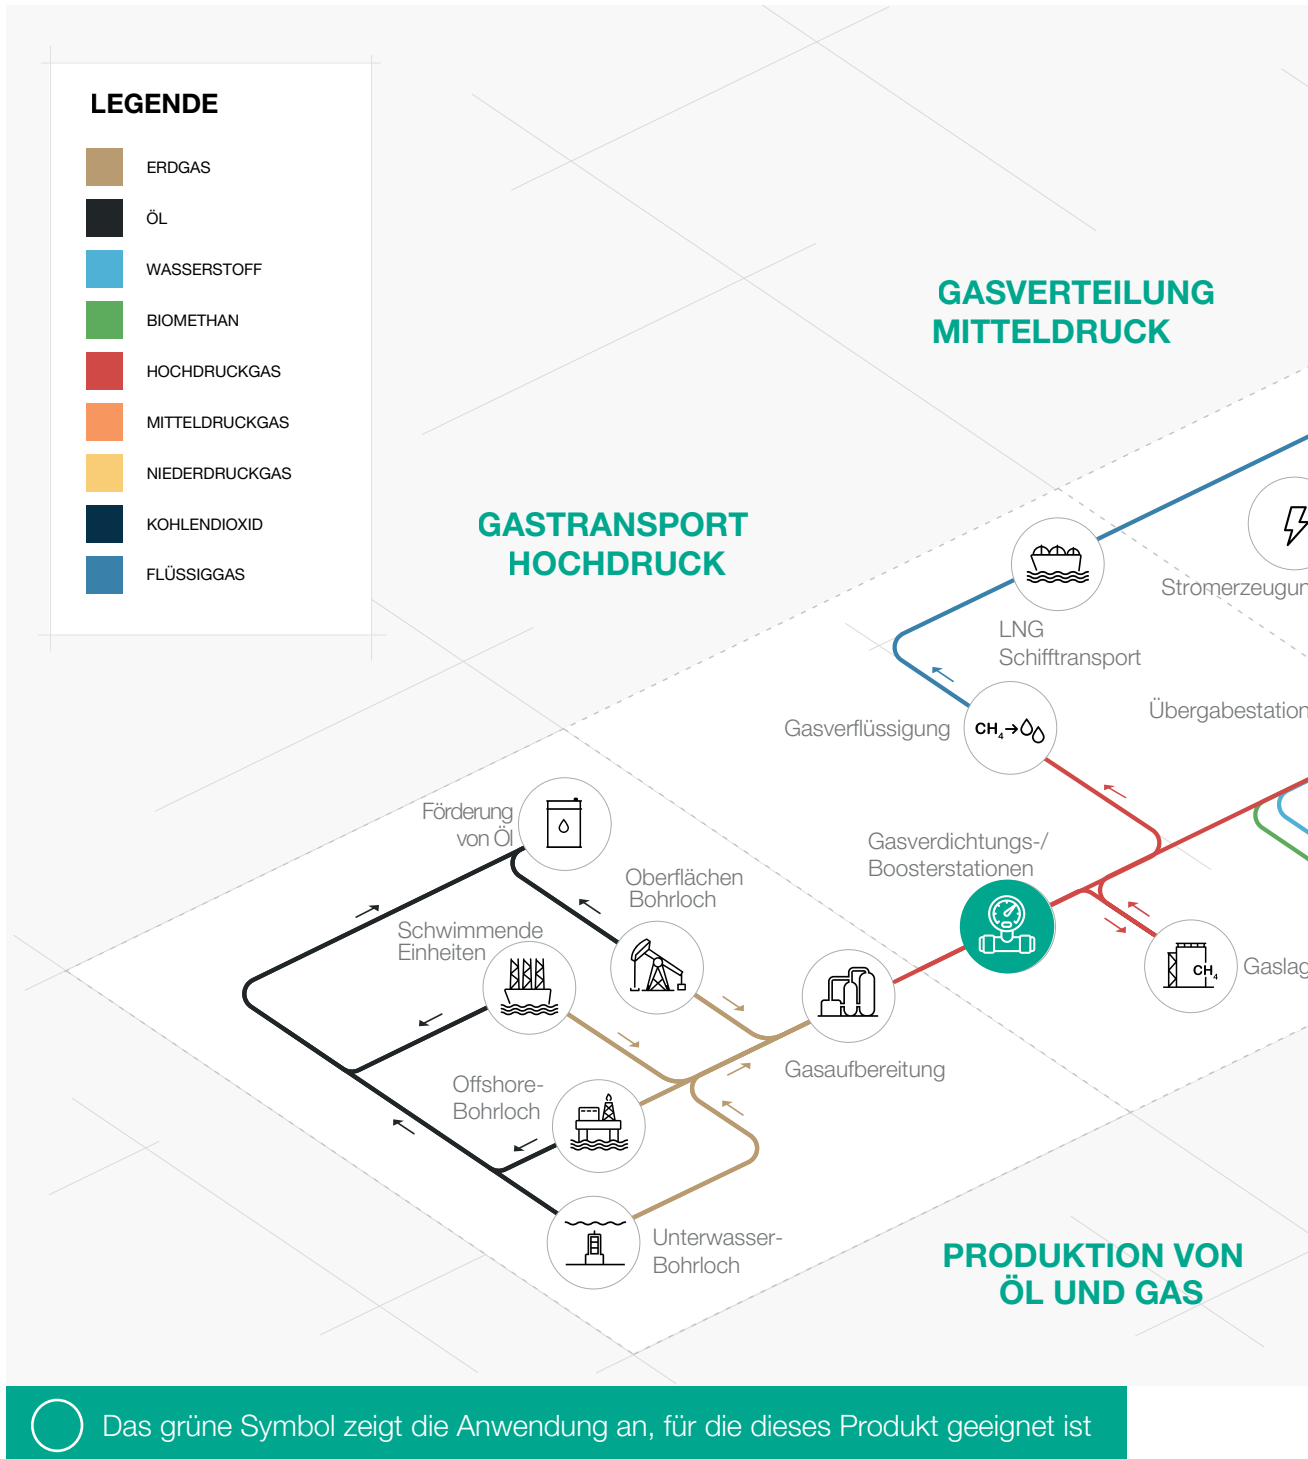 LEGENDE
ERDGAS
ÖL
WASSERSTOFF
BIOMETHAN
HOCHDRUCKGAS
MITTELDRUCKGAS
NIEDERDRUCKGAS
KOHLENDIOXID
FLÜSSIGGAS
GASVERTEILUNG
MITTELDRUCK
GASTRANSPORT
HOCHDRUCK
Stromerzeugun
LNG
Schifftransport
Übergabestation
Gasverflüssigung
CH4→
Förderung
von Öl
Gasverdichtungs-/
Boosterstationen
Oberflächen
Bohrloch
Schwimmende
Einheiten
CH4
Gaslag
Gasaufbereitung
Offshore-
Bohrloch
Unterwasser-
Bohrloch
PRODUKTION VON
ÖL UND GAS
Das grüne Symbol zeigt die Anwendung an, für die dieses Produkt geeignet ist